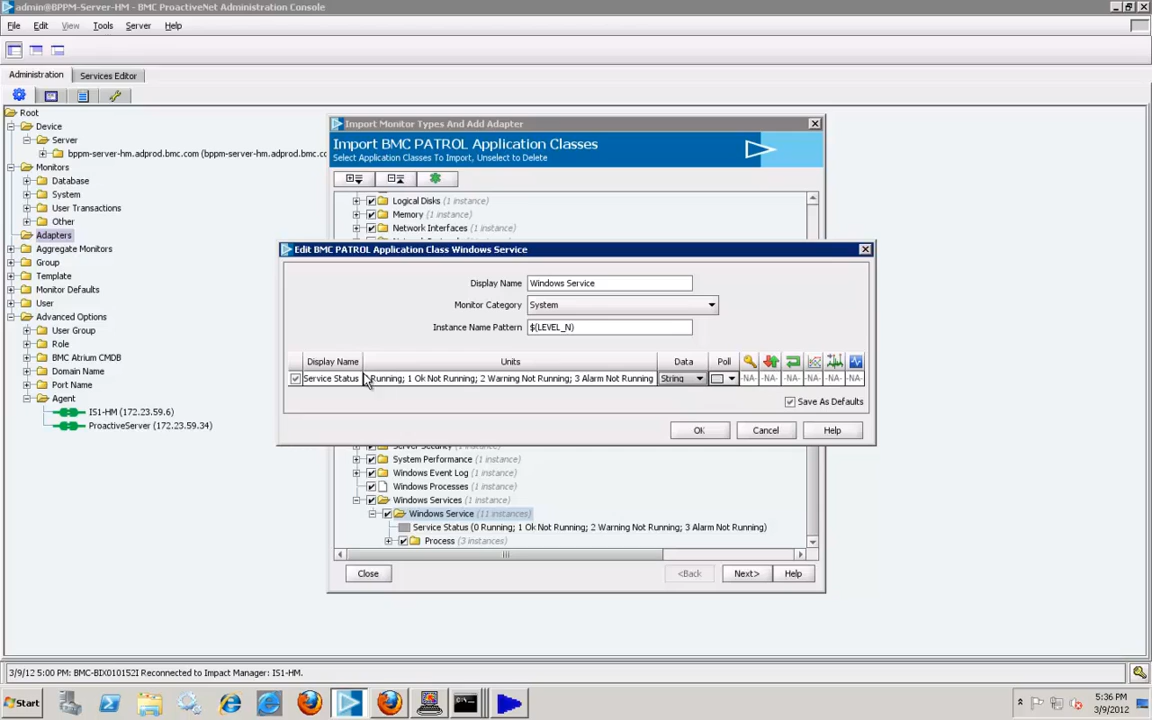 admin@BPPM-Server-HM - BMC ProactiveNet Administration Console
File Edit View Tools Server Help
Administration Services Editor
Root
Device
Server
bppm-server-hm.adprod.bmc.com (bppm-server-hm.adprod.bmc.co
Monitors
Database
System
User Transactions
Other
Adapters
Aggregate Monitors
Group
Template
Monitor Defaults
User
Advanced Options
User Group
Role
BMC Atrium CMDB
Domain Name
Port Name
Agent
IS1-HM (172.23.59.6)
ProactiveServer (172.23.59.34)
Import Monitor Types And Add Adapter
Import BMC PATROL Application Classes
Select Application Classes To Import, Unselect to Delete
Logical Disks (1 instance)
Memory (1 instance)
Network Interfaces (1 instance)
Edit BMC PATROL Application Class Windows Service
Display Name Windows Service
Monitor Category System
Instance Name Pattern $(LEVEL_N)
Display Name Units Data Poll
Service Status Running; 1 Ok Not Running; 2 Warning Not Running; 3 Alarm Not Running String -NA- -NA- -NA- -NA- -NA- -NA-
Save As Defaults
OK Cancel Help
System Performance (1 instance)
Windows Event Log (1 instance)
Windows Processes (1 instance)
Windows Services (1 instance)
Windows Service (11 instances)
Service Status (0 Running; 1 Ok Not Running; 2 Warning Not Running; 3 Alarm Not Running)
Process (3 instances)
Close <Back Next> Help
3/9/12 5:00 PM: BMC-BIX010152I Reconnected to Impact Manager: IS1-HM.
Start
5:36 PM
3/9/2012